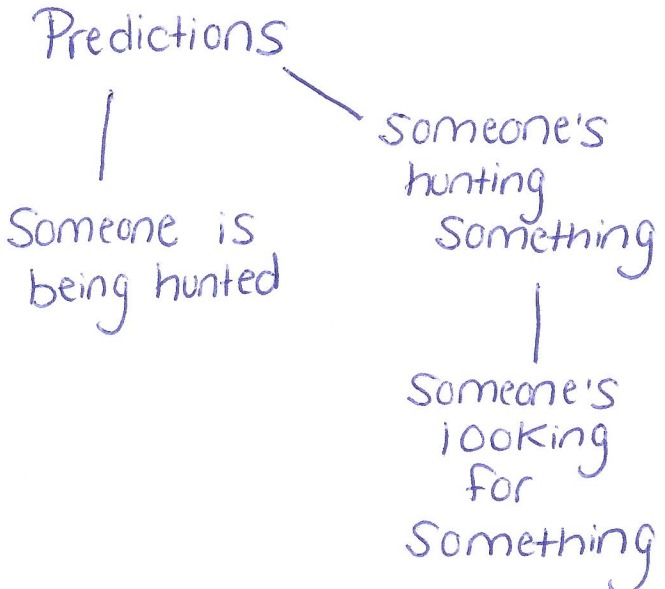 Predictions
Someone is
being hunted
Someone's
hunting
Something
Someone's
looking
for
Something